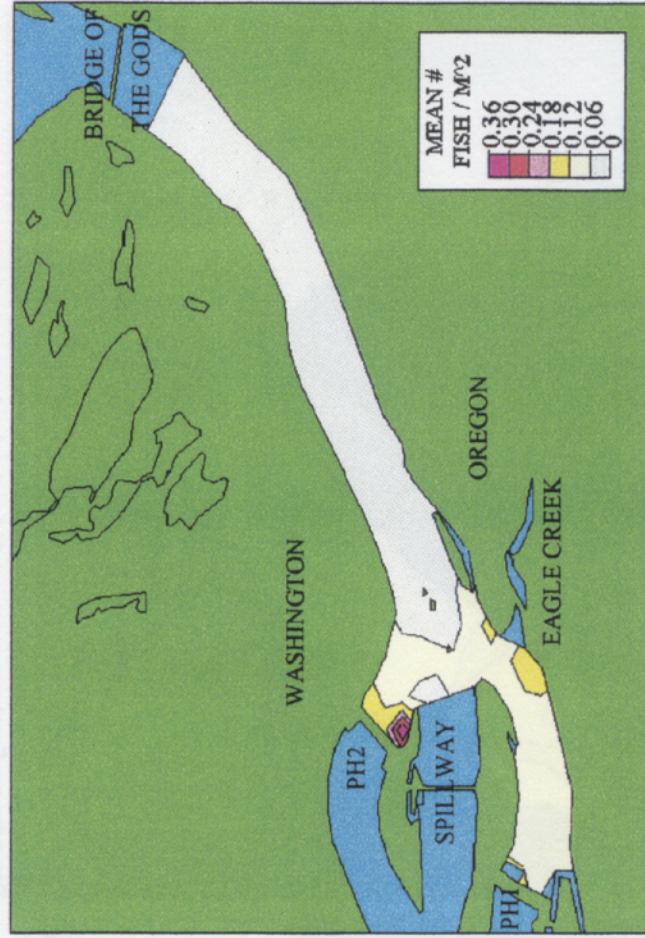 BRIDGE OF
THE GODS
MEAN #
FISH / M^2
0.36
0.30
0.24
0.18
0.12
0.06
0
WASHINGTON
OREGON
EAGLE CREEK
PH2
SPILLWAY
PH1